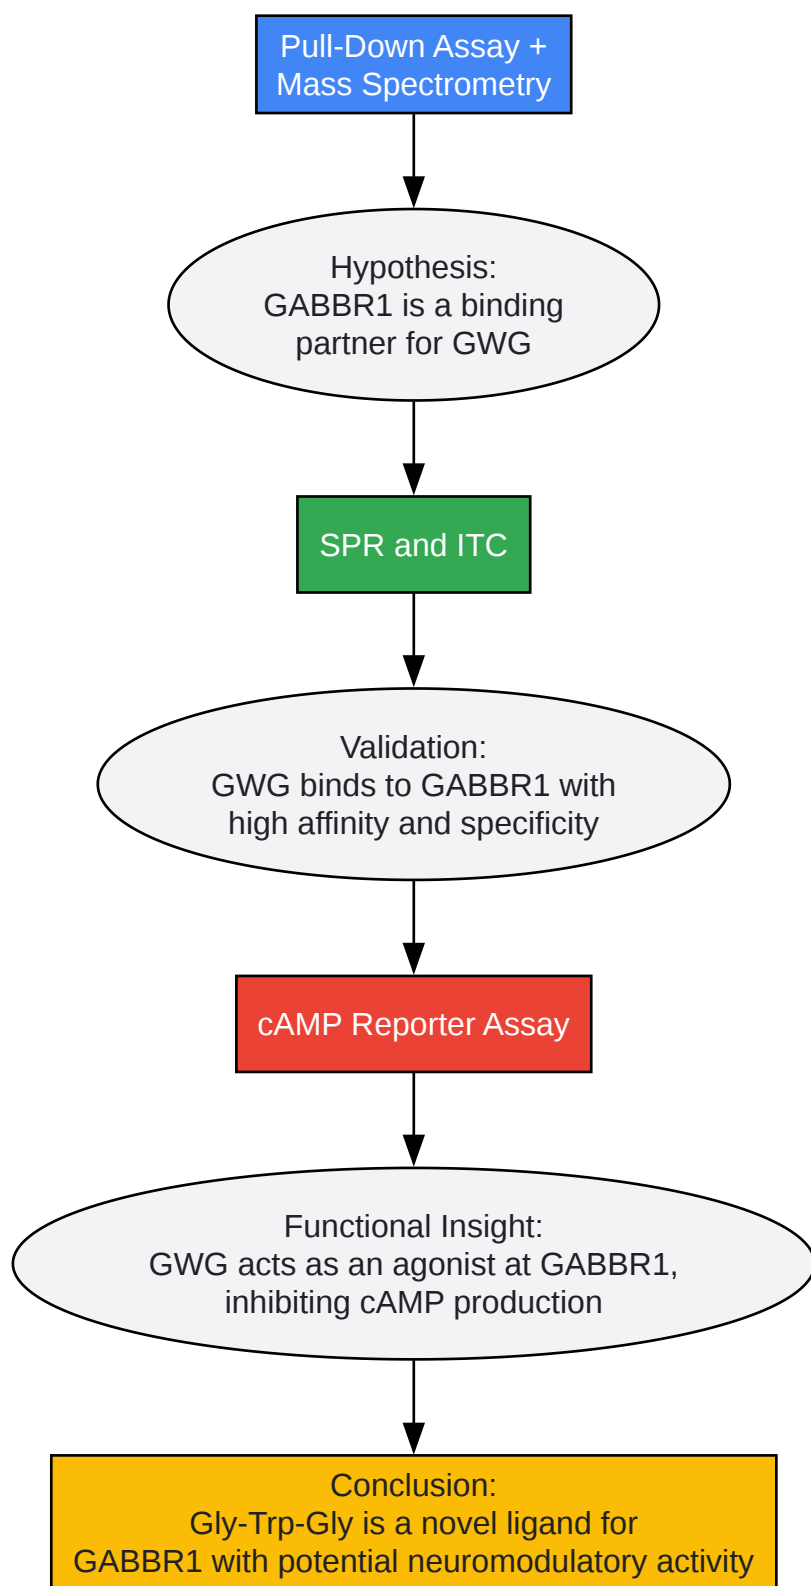 Pull-Down Assay +
Mass Spectrometry
Hypothesis:
GABBR1 is a binding
partner for GWG
SPR and ITC
Validation:
GWG binds to GABBR1 with
high affinity and specificity
cAMP Reporter Assay
Functional Insight:
GWG acts as an agonist at GABBR1,
inhibiting cAMP production
Conclusion:
Gly-Trp-Gly is a novel ligand for
GABBR1 with potential neuromodulatory activity